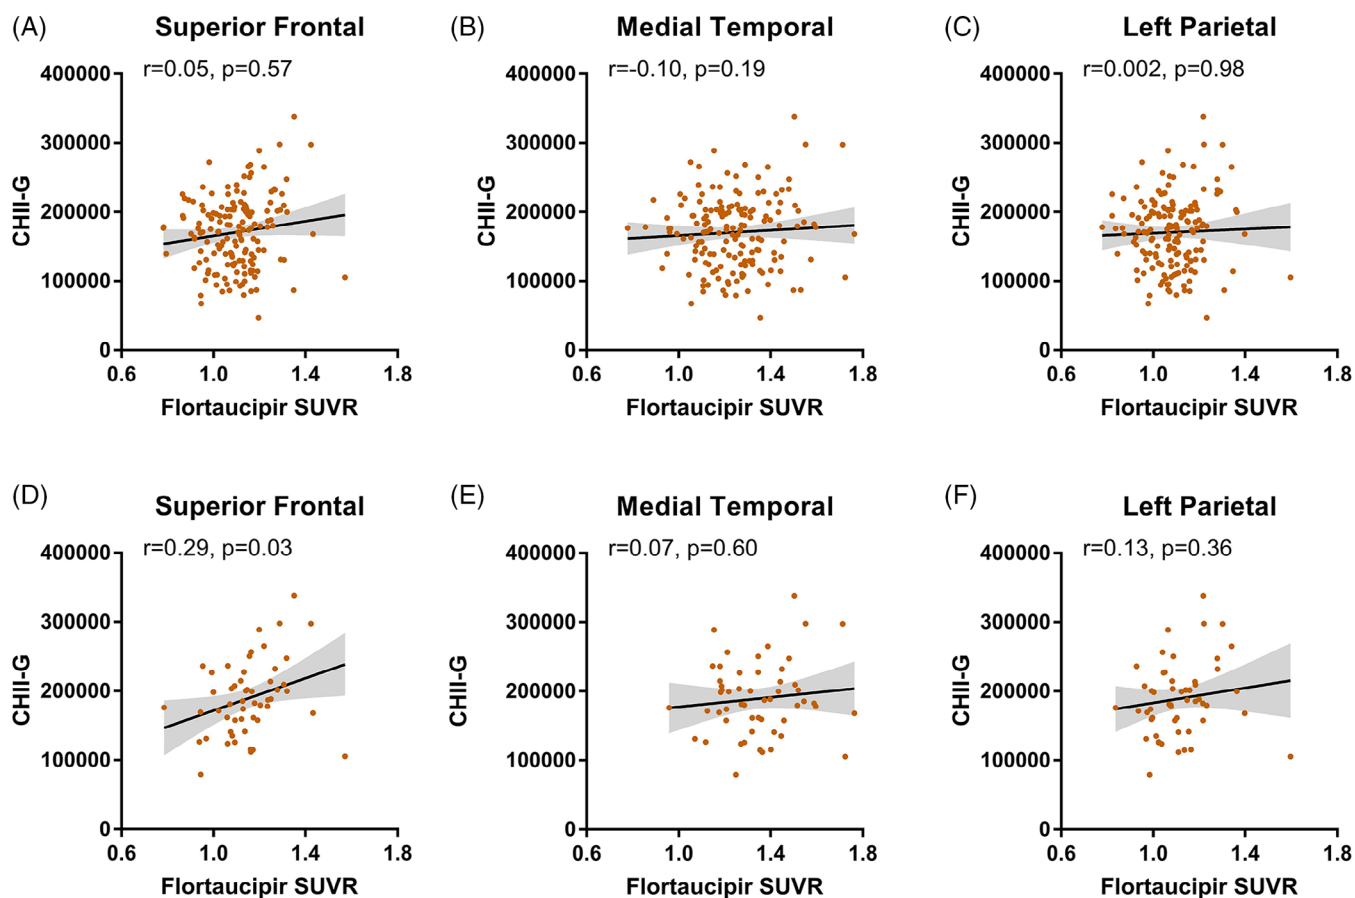 (A) Superior Frontal
r=0.05, p=0.57
400000
300000
200000
100000
0
CHII-G
0.6 1.0 1.4 1.8
Flortaucipir SUVR
(B) Medial Temporal
r=-0.10, p=0.19
400000
300000
200000
100000
0
CHII-G
0.6 1.0 1.4 1.8
Flortaucipir SUVR
(C) Left Parietal
r=0.002, p=0.98
400000
300000
200000
100000
0
CHII-G
0.6 1.0 1.4 1.8
Flortaucipir SUVR
(D) Superior Frontal
r=0.29, p=0.03
400000
300000
200000
100000
0
CHII-G
0.6 1.0 1.4 1.8
Flortaucipir SUVR
(E) Medial Temporal
r=0.07, p=0.60
400000
300000
200000
100000
0
CHII-G
0.6 1.0 1.4 1.8
Flortaucipir SUVR
(F) Left Parietal
r=0.13, p=0.36
400000
300000
200000
100000
0
CHII-G
0.6 1.0 1.4 1.8
Flortaucipir SUVR